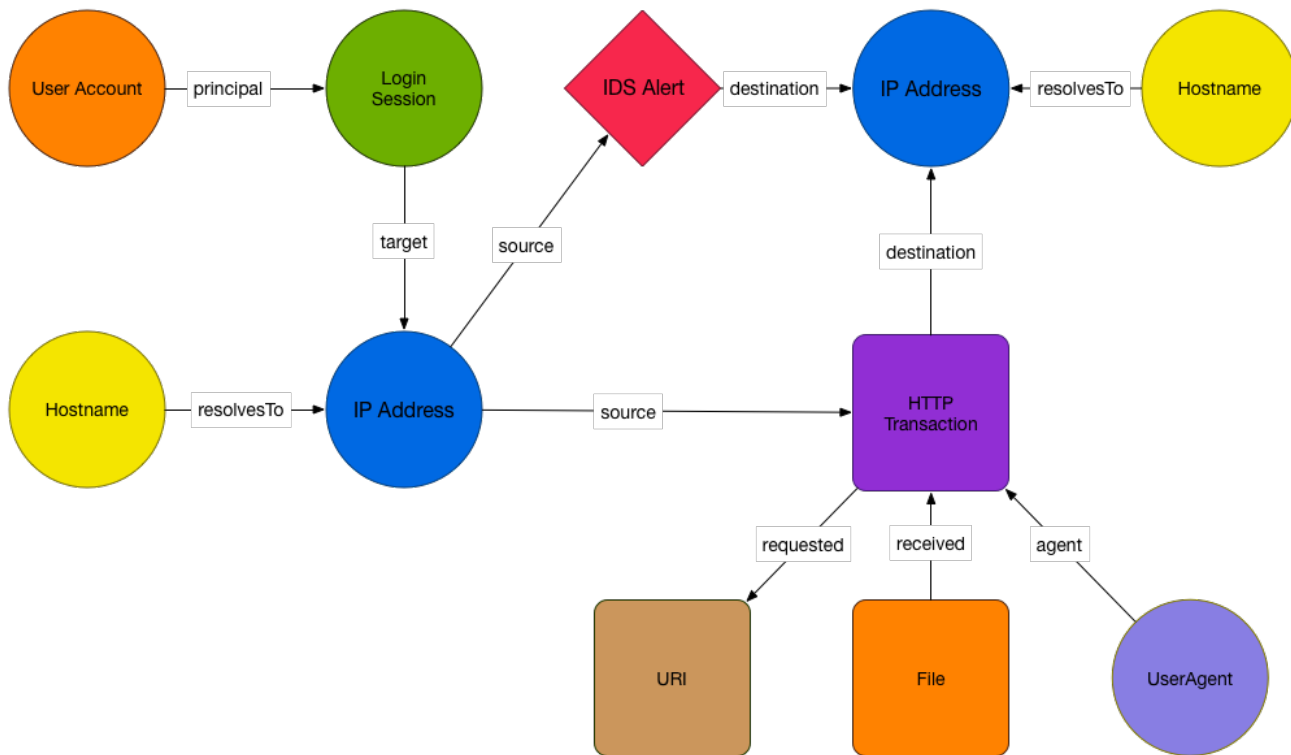 User Account
principal
Login
Session
IDS Alert
destination
IP Address
resolvesTo
Hostname
target
source
destination
Hostname
resolvesTo
IP Address
source
HTTP
Transaction
requested
received
agent
URI
File
UserAgent